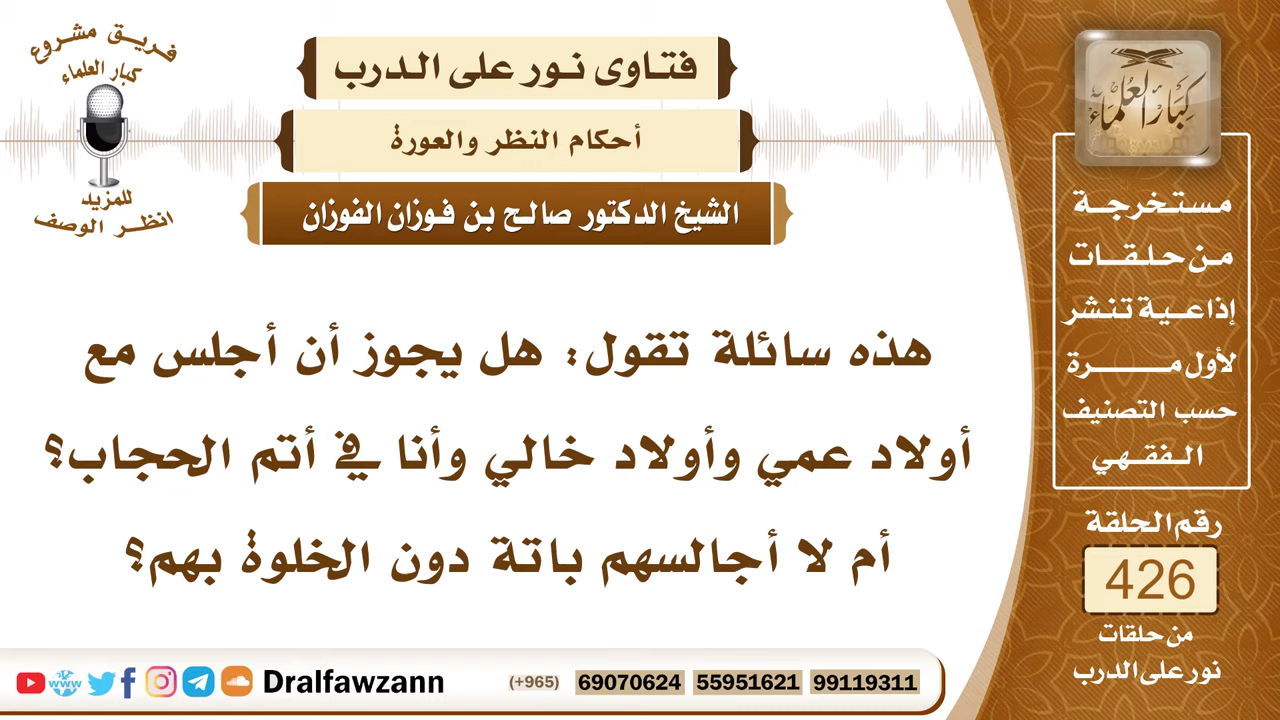 فريق مشروع
كبار العلماء
للمزيد
انظر الوصف
فتاوى نور على الدرب
أحكام النظر والعورة
الشيخ الدكتور صالح بن فوزان الفوزان
هذه سائلة تقول: هل يجوز أن أجلس مع
أولاد عمي وأولاد خالي وأنا في أتم الحجاب؟
أم لا أجالسهم باتة دون الخلوة بهم؟
كبار العلماء
مستخرجة
من حلقات
إذاعية تنشر
لأول مرة
حسب التصنيف
الفقهي
رقم الحلقة
426
من حلقات
نور على الدرب
www
Dralfawzann
(+965) 69070624 55951621 99119311